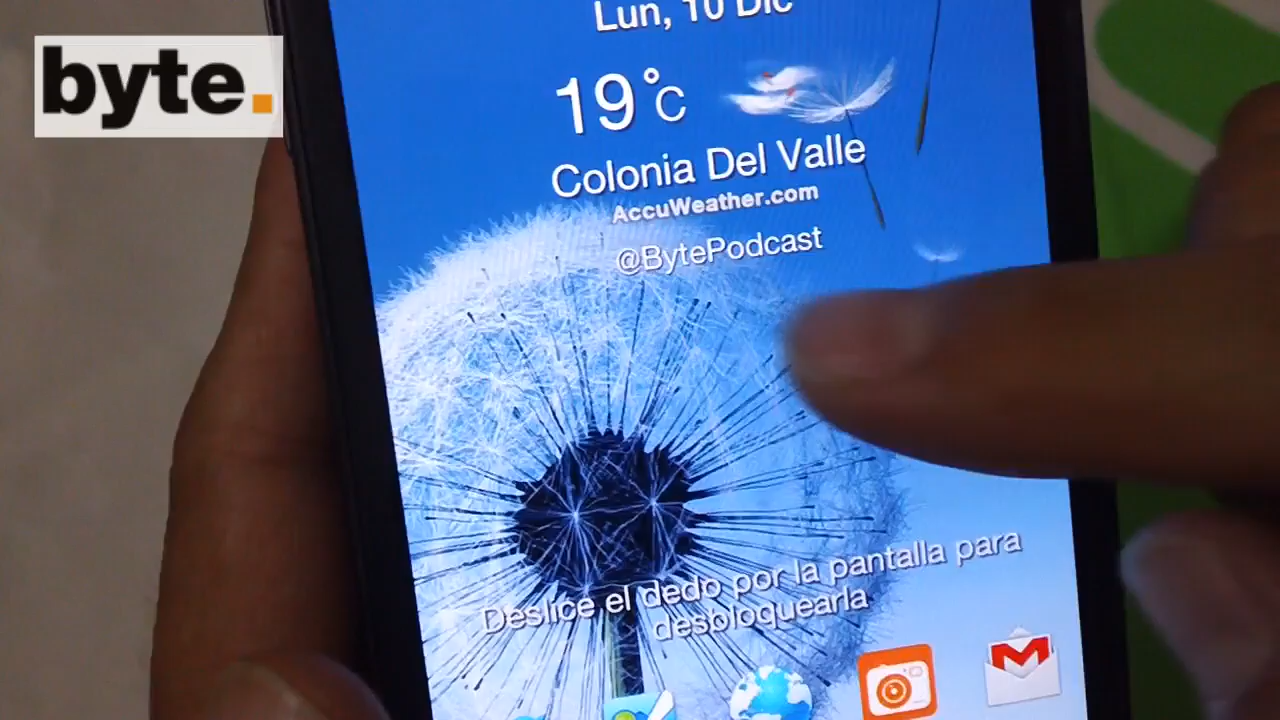 byte.
Lun, 10 Dic
19°C
Colonia Del Valle
AccuWeather.com
@BytePodcast
Deslice el dedo por la pantalla para
desbloquearla